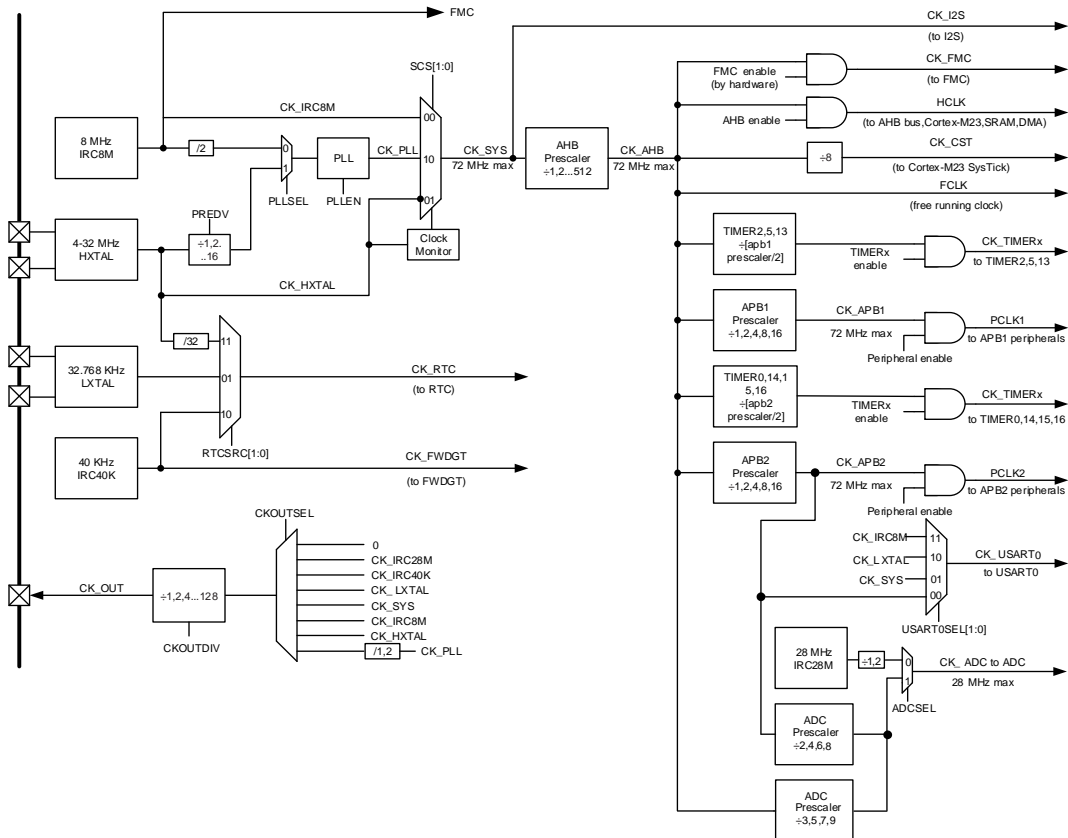 FMC
CK_I2S
(to I2S)
SCS[1:0]
FMC enable
(by hardware)
CK_FMC
(to FMC)
CK_IRC8M
00
HCLK
AHB enable
(to AHB bus,Cortex-M23,SRAM,DMA)
8 MHz
IRC8M
/2
0
1
PLL
CK_PLL
10
CK_SYS
72 MHz max
AHB
Prescaler
÷1,2...512
CK_AHB
72 MHz max
÷8
CK_CST
(to Cortex-M23 SysTick)
PLLSEL
PLLEN
01
FCLK
(free running clock)
PREDV
4-32 MHz
HXTAL
÷1,2.
..16
Clock
Monitor
TIMER2,5,13
÷[apb1
prescaler/2]
TIMERx
enable
CK_TIMERx
to TIMER2,5,13
CK_HXTAL
/32
11
APB1
Prescaler
÷1,2,4,8,16
CK_APB1
72 MHz max
Peripheral enable
PCLK1
to APB1 peripherals
32.768 KHz
LXTAL
01
CK_RTC
(to RTC)
TIMER0,14,1
5,16
÷[apb2
prescaler/2]
TIMERx
enable
CK_TIMERx
to TIMER0,14,15,16
10
RTCSRC[1:0]
40 KHz
IRC40K
CK_FWDGT
(to FWDGT)
APB2
Prescaler
÷1,2,4,8,16
CK_APB2
72 MHz max
Peripheral enable
PCLK2
to APB2 peripherals
CKOUTSEL
0
CK_IRC28M
CK_IRC40K
CK_LXTAL
CK_SYS
CK_IRC8M
CK_HXTAL
/1,2
CK_PLL
CK_OUT
÷1,2,4...128
CKOUTDIV
CK_IRC8M
11
CK_LXTAL
10
CK_SYS
01
00
CK_USART0
to USART0
USART0SEL[1:0]
28 MHz
IRC28M
÷1,2
0
1
CK_ ADC to ADC
28 MHz max
ADCSEL
ADC
Prescaler
÷2,4,6,8
ADC
Prescaler
÷3,5,7,9